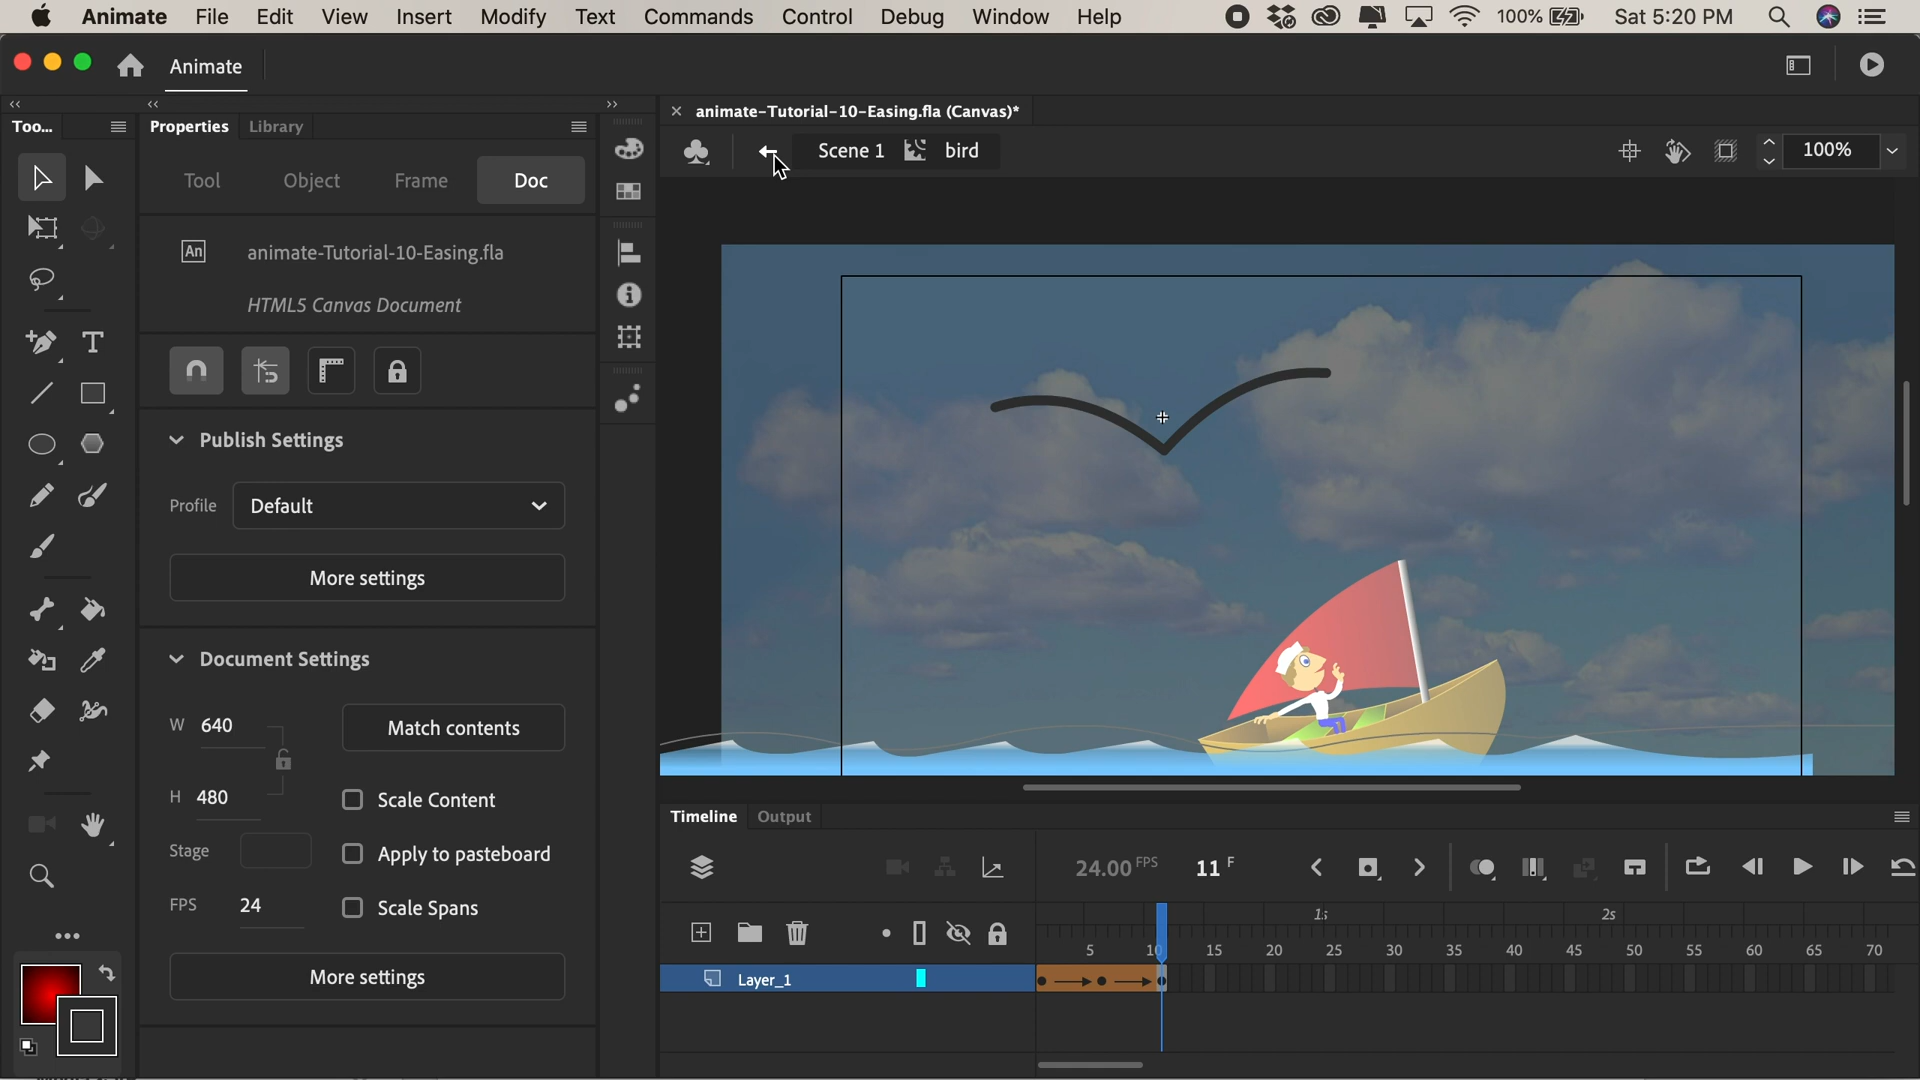 Animate File Edit View Insert Modify Text Commands Control Debug Window Help 100% Sat 5:20 PM
Animate
Too... Properties Library
animate-Tutorial-10-Easing.fla (Canvas)*
Scene 1 bird 100%
Tool Object Frame Doc
An animate-Tutorial-10-Easing.fla
HTML5 Canvas Document
Publish Settings
Profile Default
More settings
Document Settings
W 640 Match contents
H 480 Scale Content
Stage Apply to pasteboard
FPS 24 Scale Spans
More settings
Timeline Output
24.00 FPS 11 F
1s 2s
5 10 15 20 25 30 35 40 45 50 55 60 65 70
Layer_1